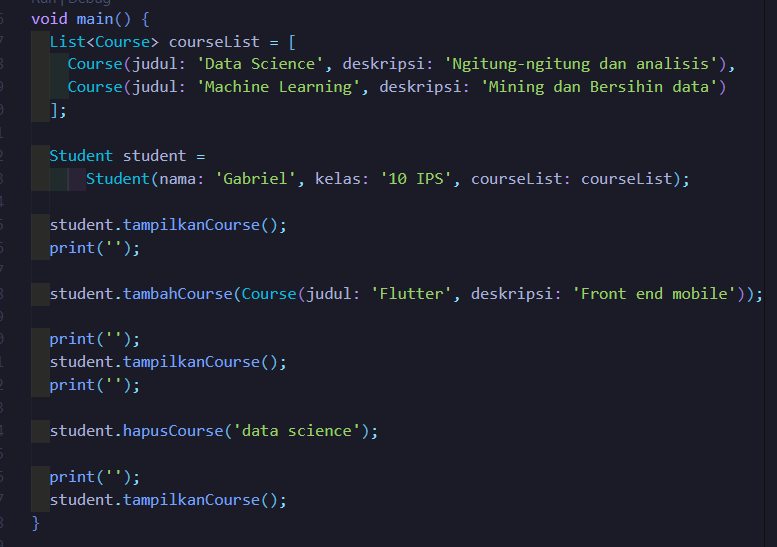 Run | Debug
void main() {
List<Course> courseList = [
Course(judul: 'Data Science', deskripsi: 'Ngitung-ngitung dan analisis'),
Course(judul: 'Machine Learning', deskripsi: 'Mining dan Bersihin data')
];
Student student =
Student(nama: 'Gabriel', kelas: '10 IPS', courseList: courseList);
student.tampilkanCourse();
print('');
student.tambahCourse(Course(judul: 'Flutter', deskripsi: 'Front end mobile'));
print('');
student.tampilkanCourse();
print('');
student.hapusCourse('data science');
print('');
student.tampilkanCourse();
}